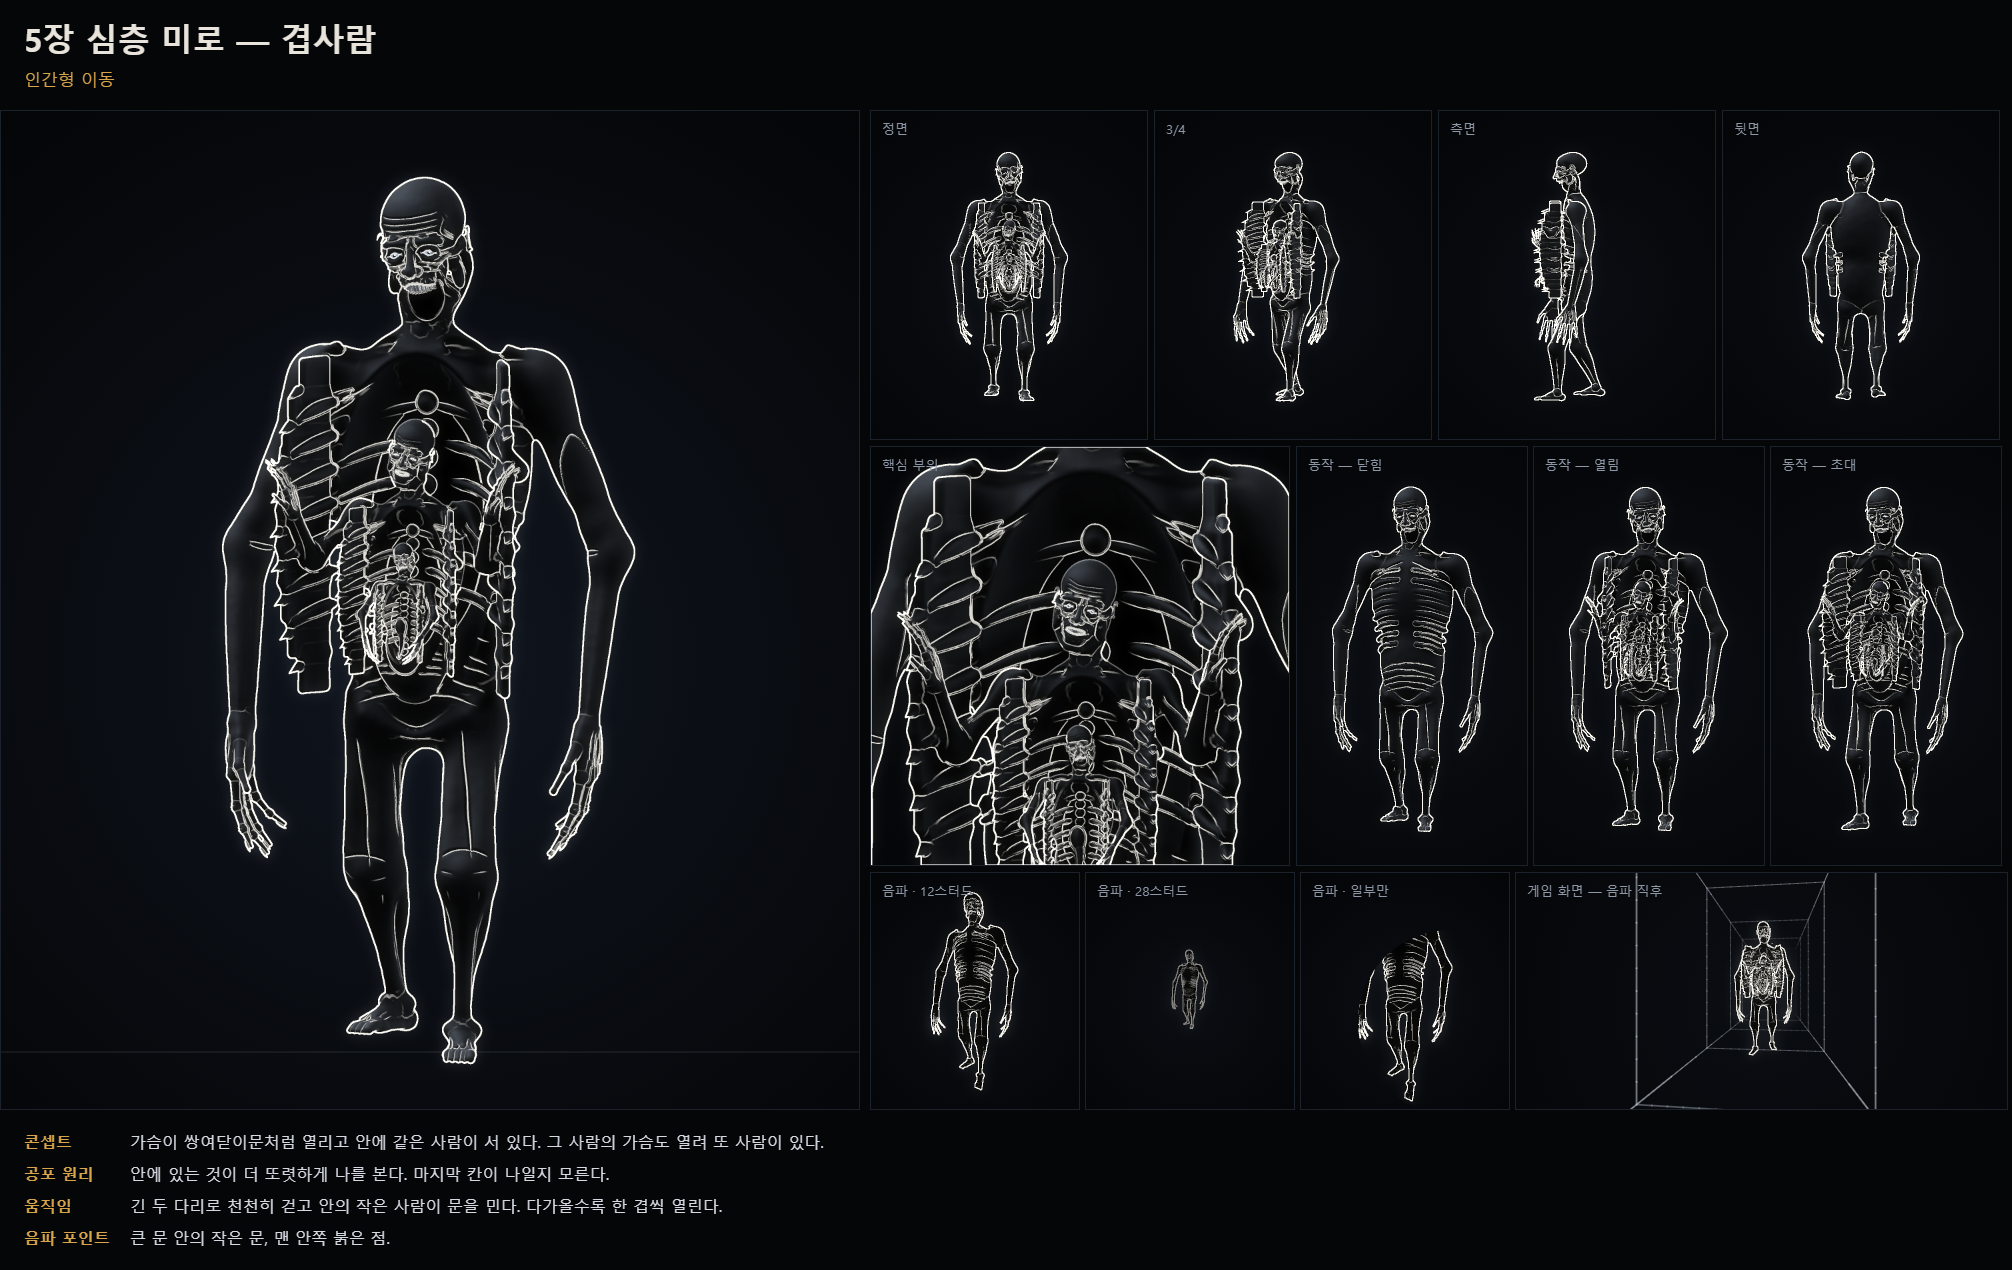 5장 심층 미로 — 겹사람
인간형 이동
정면
3/4
측면
뒷면
핵심 부위
동작 — 닫힘
동작 — 열림
동작 — 초대
음파 · 12스터드
음파 · 28스터드
음파 · 일부만
게임 화면 — 음파 직후
콘셉트 가슴이 쌍여닫이문처럼 열리고 안에 같은 사람이 서 있다. 그 사람의 가슴도 열려 또 사람이 있다.
공포 원리 안에 있는 것이 더 또렷하게 나를 본다. 마지막 칸이 나일지 모른다.
움직임 긴 두 다리로 천천히 걷고 안의 작은 사람이 문을 민다. 다가올수록 한 겹씩 열린다.
음파 포인트 큰 문 안의 작은 문, 맨 안쪽 붉은 점.